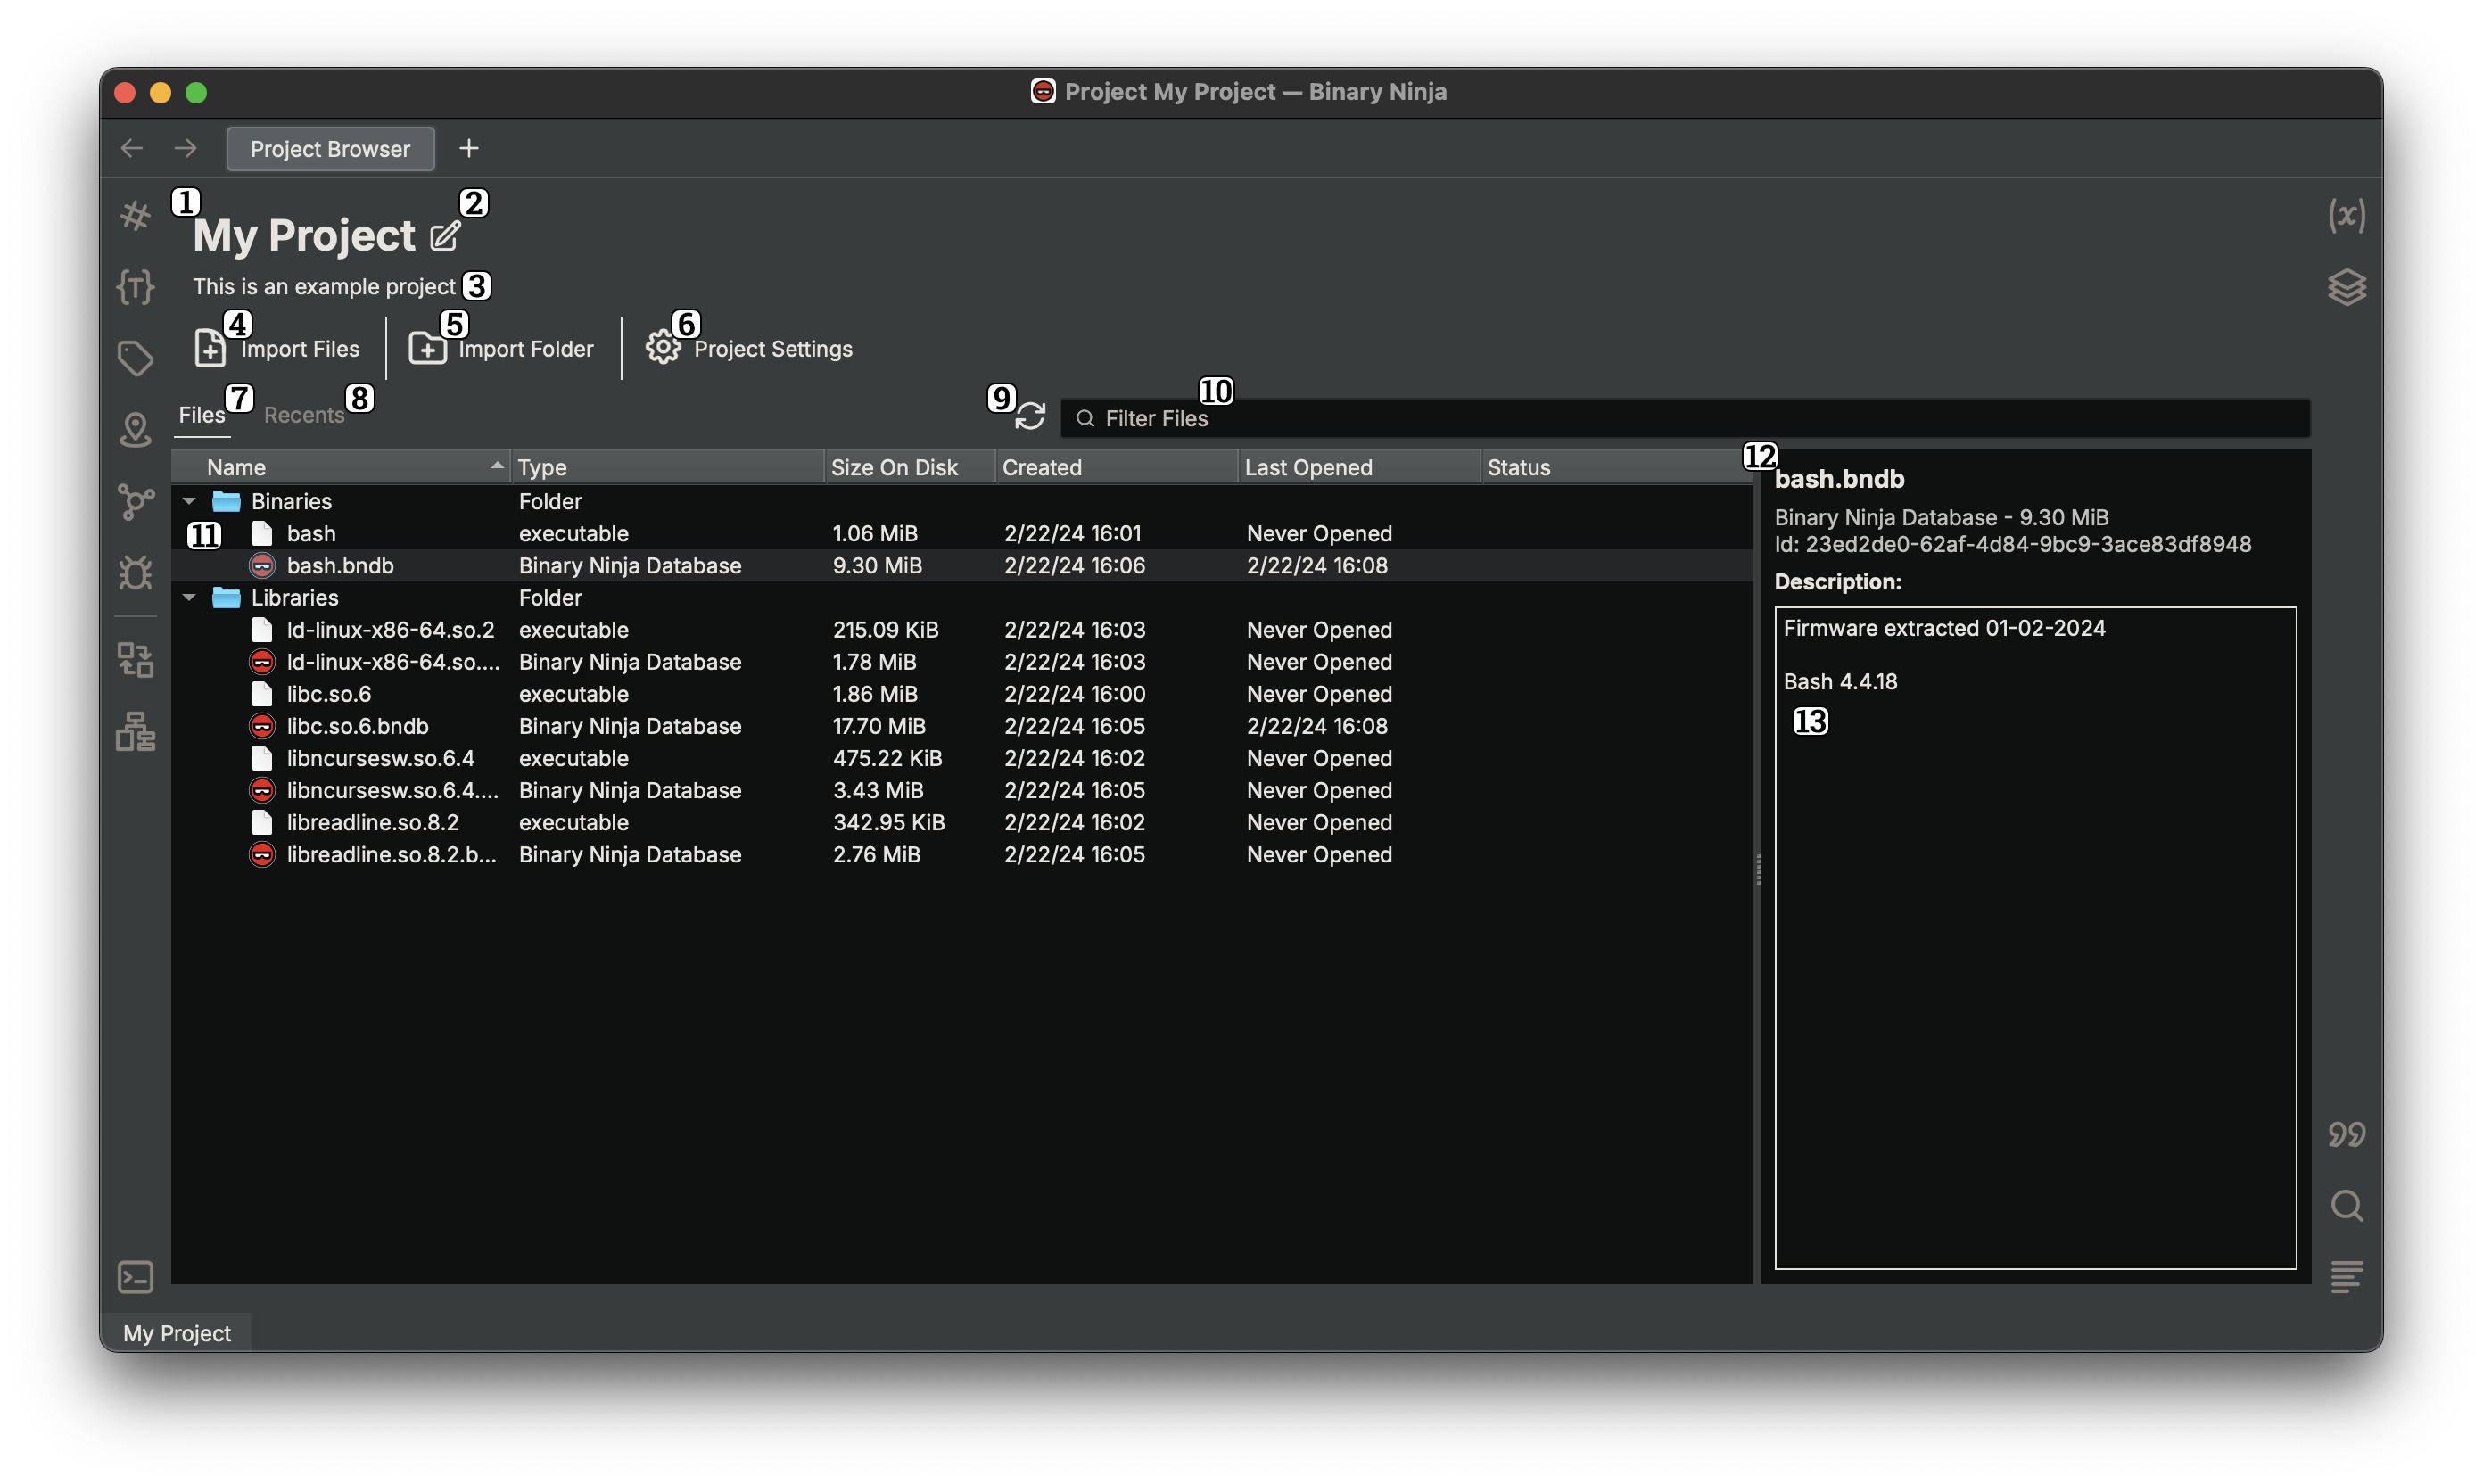 Project My Project — Binary Ninja
Project Browser
1
2
My Project
This is an example project 3
4
5
6
Import Files
Import Folder
Project Settings
7
8
9
10
Files
Recents
Filter Files
Name Type Size On Disk Created Last Opened Status
Binaries Folder
11 bash executable 1.06 MiB 2/22/24 16:01 Never Opened
bash.bndb Binary Ninja Database 9.30 MiB 2/22/24 16:06 2/22/24 16:08
Libraries Folder
ld-linux-x86-64.so.2 executable 215.09 KiB 2/22/24 16:03 Never Opened
ld-linux-x86-64.so.... Binary Ninja Database 1.78 MiB 2/22/24 16:03 Never Opened
libc.so.6 executable 1.86 MiB 2/22/24 16:00 Never Opened
libc.so.6.bndb Binary Ninja Database 17.70 MiB 2/22/24 16:05 2/22/24 16:08
libncursesw.so.6.4 executable 475.22 KiB 2/22/24 16:02 Never Opened
libncursesw.so.6.4.... Binary Ninja Database 3.43 MiB 2/22/24 16:05 Never Opened
libreadline.so.8.2 executable 342.95 KiB 2/22/24 16:02 Never Opened
libreadline.so.8.2.b... Binary Ninja Database 2.76 MiB 2/22/24 16:05 Never Opened
12
bash.bndb
Binary Ninja Database - 9.30 MiB
Id: 23ed2de0-62af-4d84-9bc9-3ace83df8948
Description:
Firmware extracted 01-02-2024
Bash 4.4.18
13
My Project